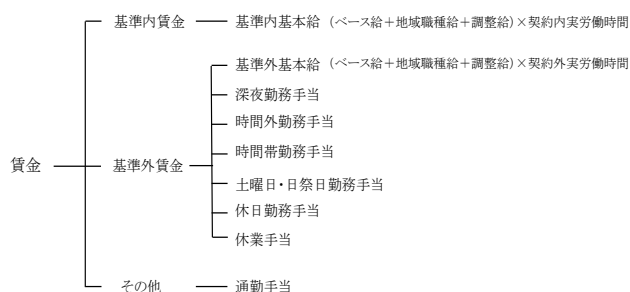 基準内賃金 基準内基本給 (ベース給＋地域職種給＋調整給)×契約内実労働時間
基準外基本給 (ベース給＋地域職種給＋調整給)×契約外実労働時間
深夜勤務手当
時間外勤務手当
時間帯勤務手当
賃金 基準外賃金
土曜日・日祭日勤務手当
休日勤務手当
休業手当
その他 通勤手当